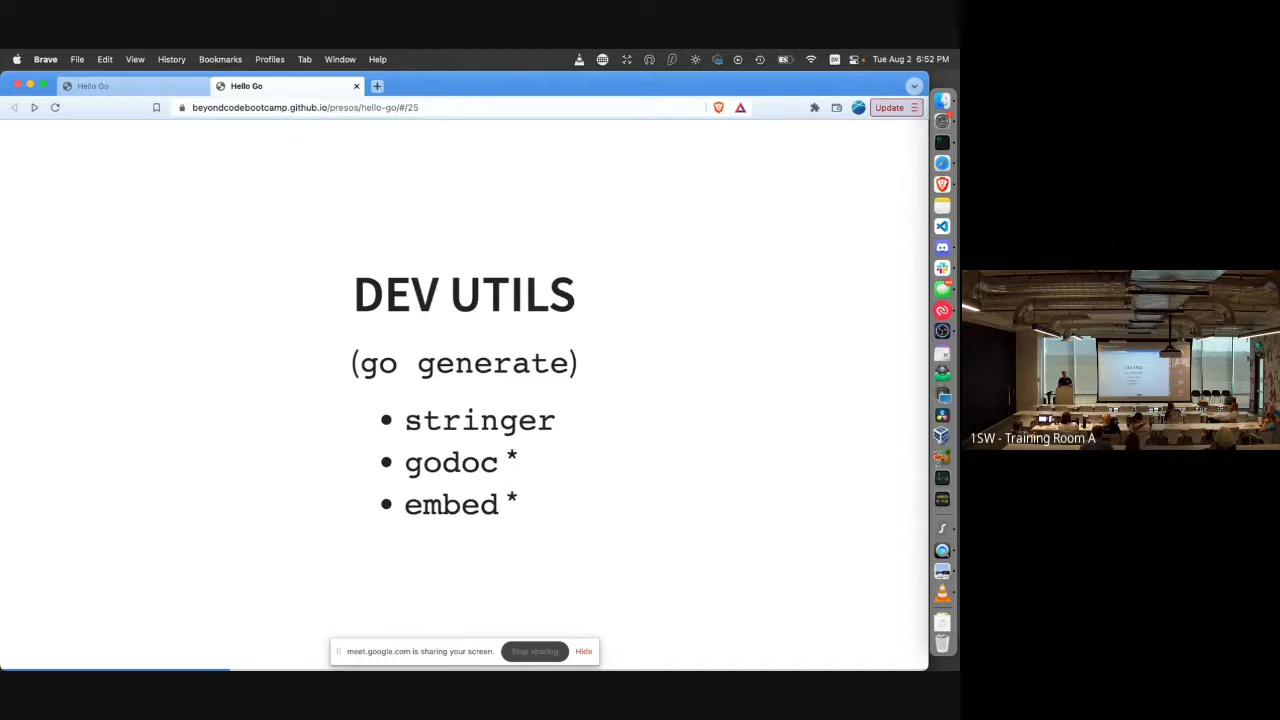 Brave File Edit View History Bookmarks Profiles Tab Window Help
DV
Tue Aug 2 6:52 PM
Hello Go
Hello Go
beyondcodebootcamp.github.io/presos/hello-go/#/25
Update
DEV UTILS
(go generate)
• stringer
• godoc *
• embed *
meet.google.com is sharing your screen. Stop sharing Hide
1SW - Training Room A